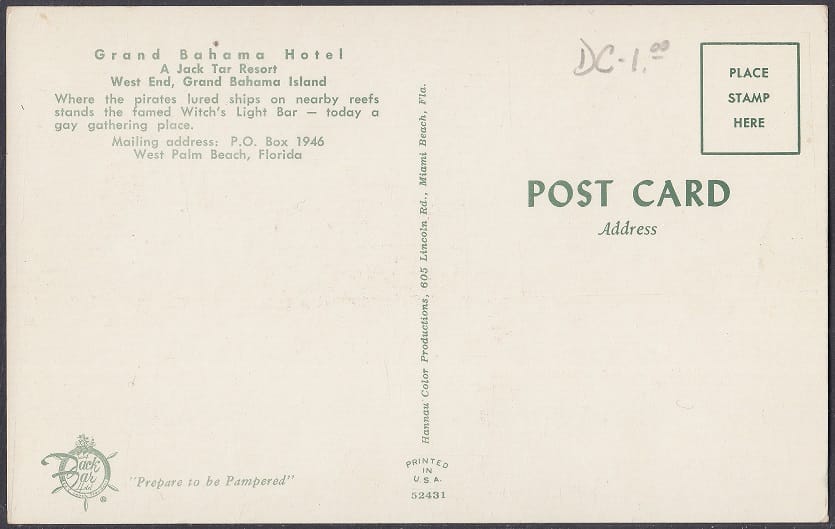 Grand Bahama Hotel
A Jack Tar Resort
West End, Grand Bahama Island
Where the pirates lured ships on nearby reefs
stands the famed Witch's Light Bar — today a
gay gathering place.
Mailing address: P.O. Box 1946
West Palm Beach, Florida
A
Jack
Tar
Hotel
®
"Prepare to be Pampered"
Hannau Color Productions, 605 Lincoln Rd., Miami Beach, Fla.
PRINTED
IN
U.S.A.
52431
DC-1.00
PLACE
STAMP
HERE
POST CARD
Address